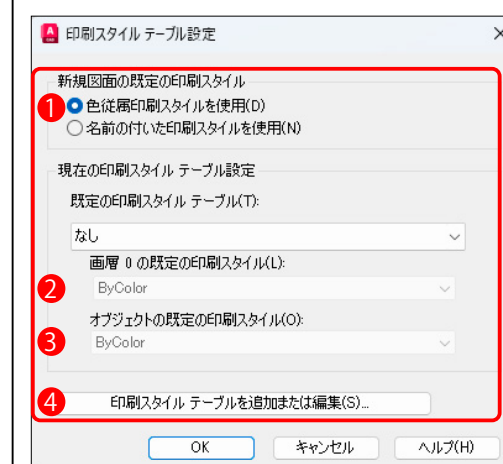 印刷スタイル テーブル設定
新規図面の既定の印刷スタイル
1 色従属印刷スタイルを使用(D)
名前の付いた印刷スタイルを使用(N)
現在の印刷スタイル テーブル設定
既定の印刷スタイル テーブル(T):
なし
画層 0 の既定の印刷スタイル(L):
2 ByColor
オブジェクトの既定の印刷スタイル(O):
3 ByColor
4 印刷スタイル テーブルを追加または編集(S)...
OK キャンセル ヘルプ(H)